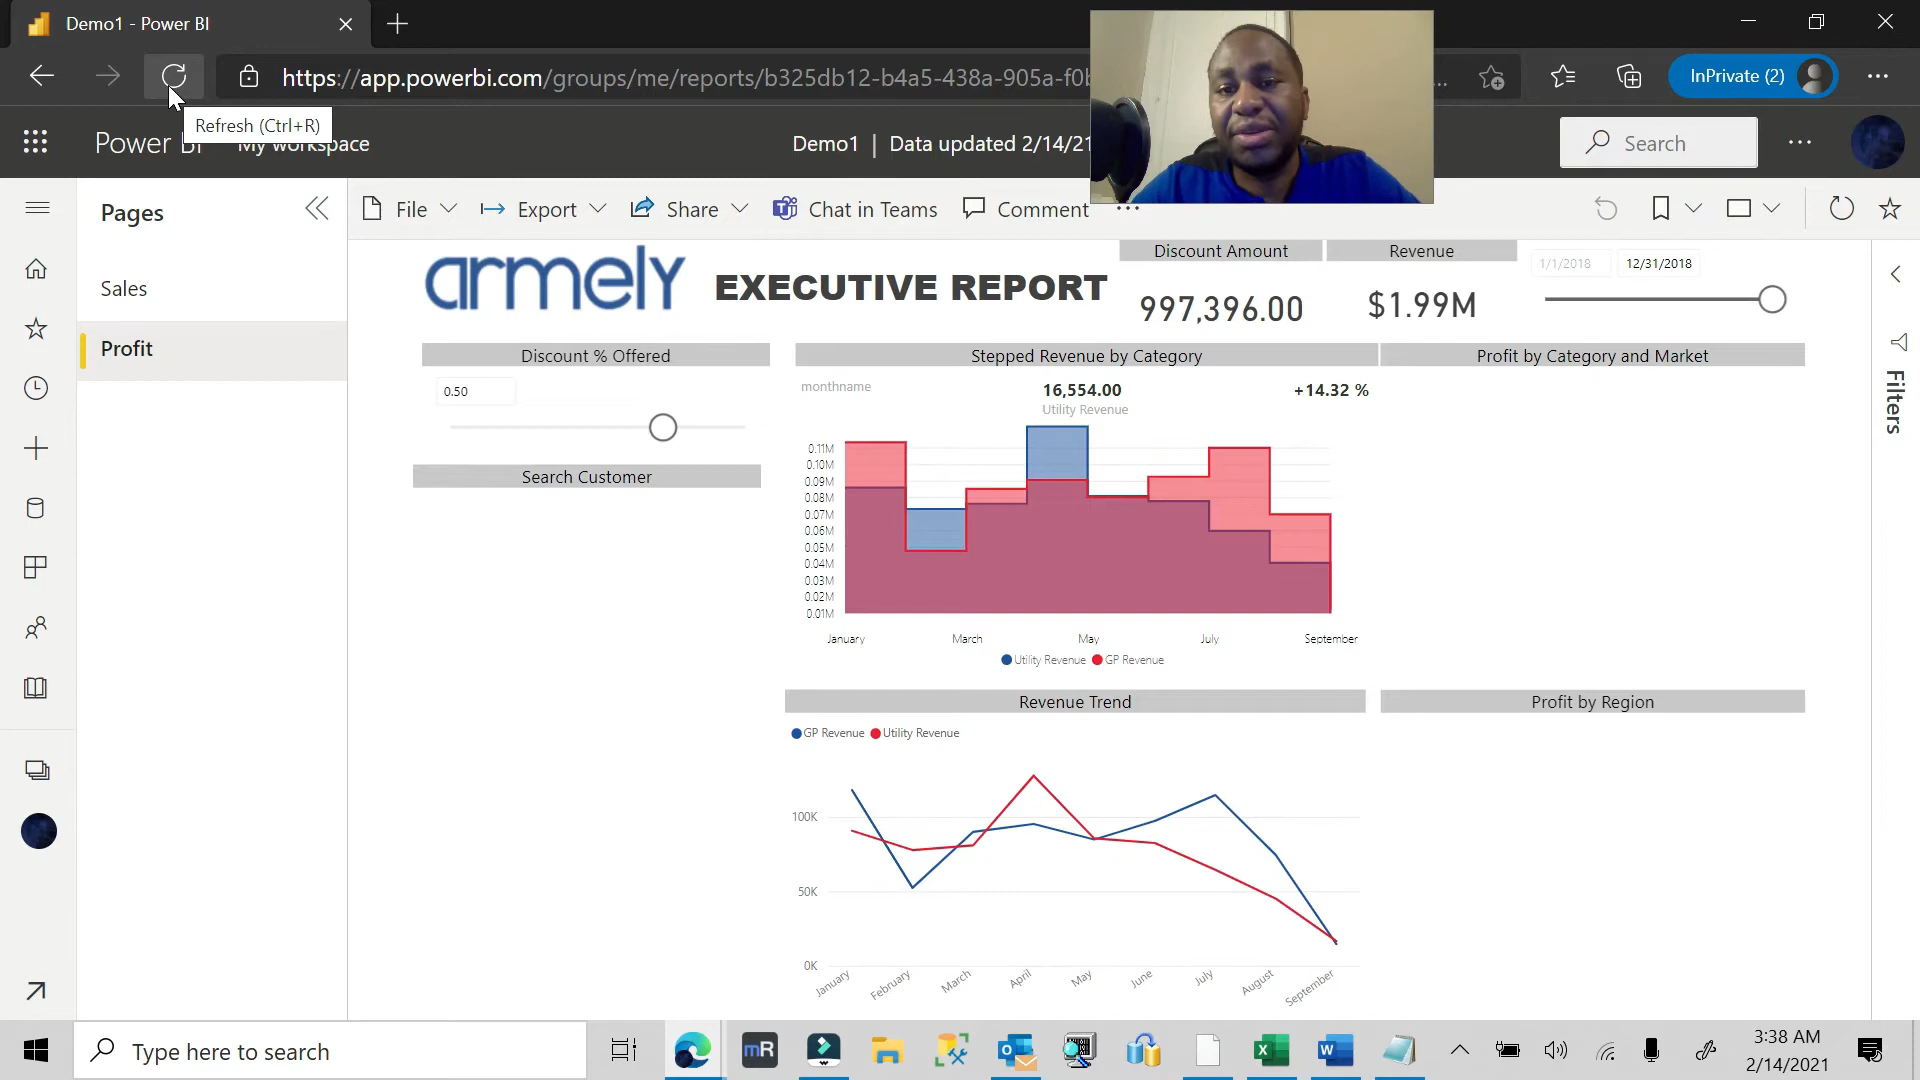 Demo1 - Power BI
https://app.powerbi.com/groups/me/reports/b325db12-b4a5-438a-905a-f0b
...
InPrivate (2)
Refresh (Ctrl+R)
Power BI My workspace
Demo1 | Data updated 2/14/21
Search
Pages
Sales
Profit
File
Export
Share
Chat in Teams
Comment
armely
EXECUTIVE REPORT
Discount Amount
997,396.00
Revenue
$1.99M
1/1/2018
12/31/2018
Filters
Discount % Offered
0.50
Search Customer
Stepped Revenue by Category
monthname
16,554.00
Utility Revenue
+14.32 %
0.11M
0.10M
0.09M
0.08M
0.07M
0.06M
0.05M
0.04M
0.03M
0.02M
0.01M
January March May July September
Utility Revenue GP Revenue
Profit by Category and Market
Revenue Trend
GP Revenue Utility Revenue
100K
50K
0K
January February March April May June July August September
Profit by Region
Type here to search
mR
3:38 AM
2/14/2021